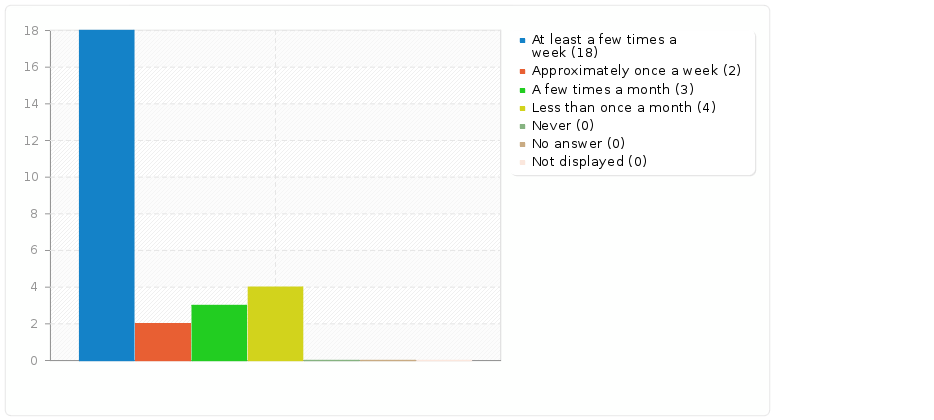 18
16
14
12
10
8
6
4
2
0
At least a few times a
week (18)
Approximately once a week (2)
A few times a month (3)
Less than once a month (4)
Never (0)
No answer (0)
Not displayed (0)